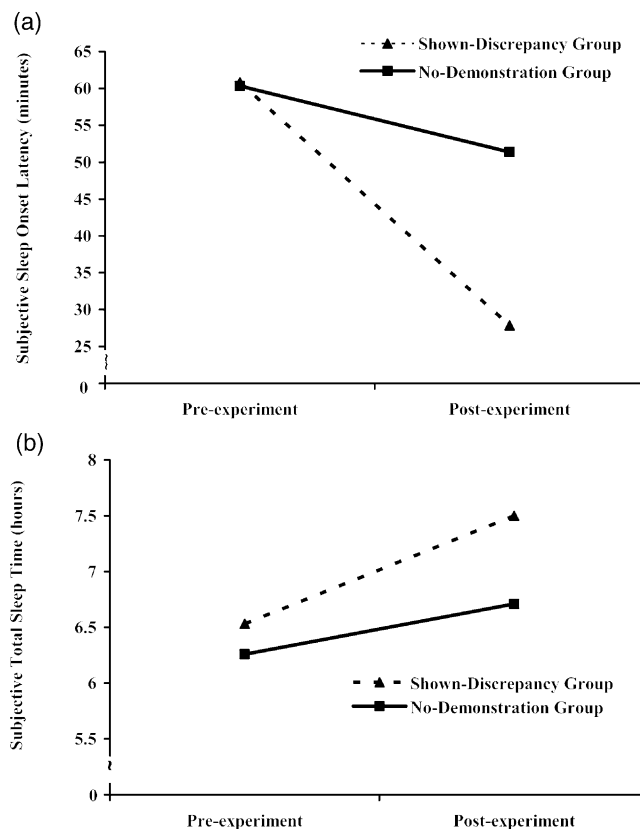 (a)
Subjective Sleep Onset Latency (minutes)
65
60
55
50
45
40
35
30
25
0
Shown-Discrepancy Group
No-Demonstration Group
Pre-experiment Post-experiment
(b)
Subjective Total Sleep Time (hours)
8
7.5
7
6.5
6
5.5
0
Shown-Discrepancy Group
No-Demonstration Group
Pre-experiment Post-experiment